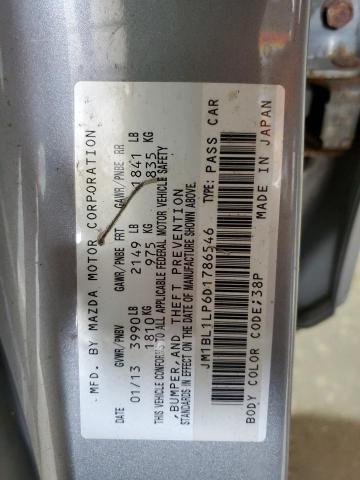 MFD. BY MAZDA MOTOR CORPORATION
DATE GVWR/PNBV GAWR/PNBE FRT GAWR/PNBE RR
01/13 3990LB 2149 LB 1841 LB
1810KG 975 KG 835 KG
THIS VEHICLE CONFORMS TO ALL APPLICABLE FEDERAL MOTOR VEHICLE SAFETY
,BUMPER,AND THEFT PREVENTION
STANDARDS IN EFFECT ON THE DATE OF MANUFACTURE SHOWN ABOVE.
JM1BL1LP6D1786546 TYPE: PASS CAR
BODY COLOR CODE;38P MADE IN JAPAN